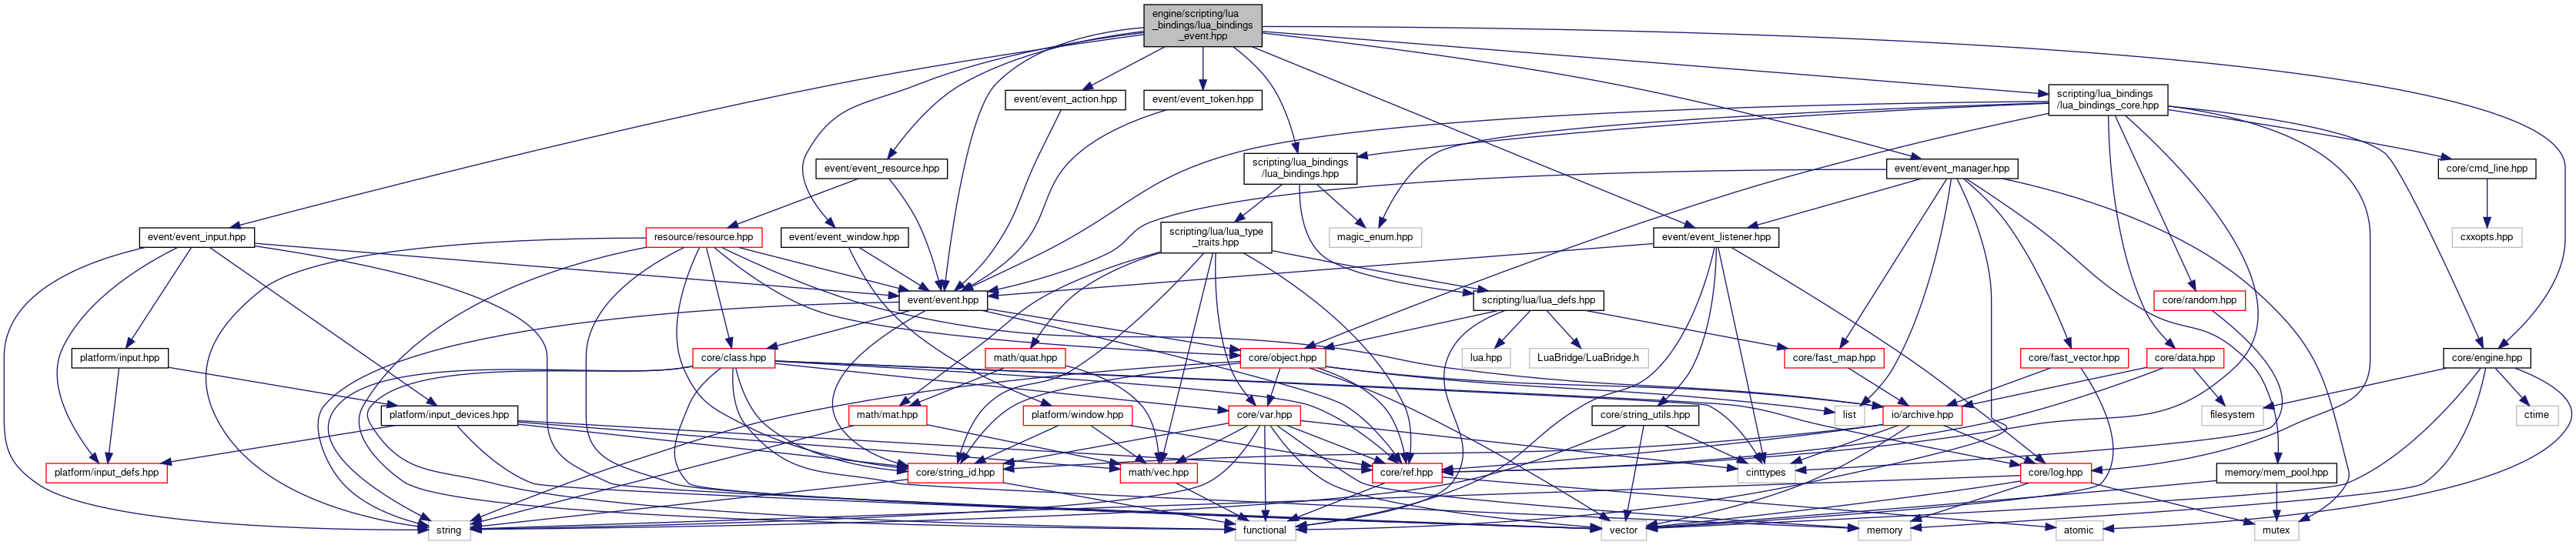 engine/scripting/lua
_bindings/lua_bindings
_event.hpp
event/event_action.hpp
event/event_token.hpp
scripting/lua_bindings
/lua_bindings_core.hpp
event/event_resource.hpp
scripting/lua_bindings
/lua_bindings.hpp
event/event_manager.hpp
core/cmd_line.hpp
event/event_input.hpp
resource/resource.hpp
event/event_window.hpp
scripting/lua/lua_type
_traits.hpp
magic_enum.hpp
event/event_listener.hpp
cxxopts.hpp
event/event.hpp
scripting/lua/lua_defs.hpp
core/random.hpp
platform/input.hpp
core/class.hpp
math/quat.hpp
core/object.hpp
lua.hpp
LuaBridge/LuaBridge.h
core/fast_map.hpp
core/fast_vector.hpp
core/data.hpp
core/engine.hpp
platform/input_devices.hpp
math/mat.hpp
platform/window.hpp
core/var.hpp
core/string_utils.hpp
list
io/archive.hpp
filesystem
ctime
platform/input_defs.hpp
core/string_id.hpp
math/vec.hpp
core/ref.hpp
cinttypes
core/log.hpp
memory/mem_pool.hpp
string
functional
vector
memory
atomic
mutex